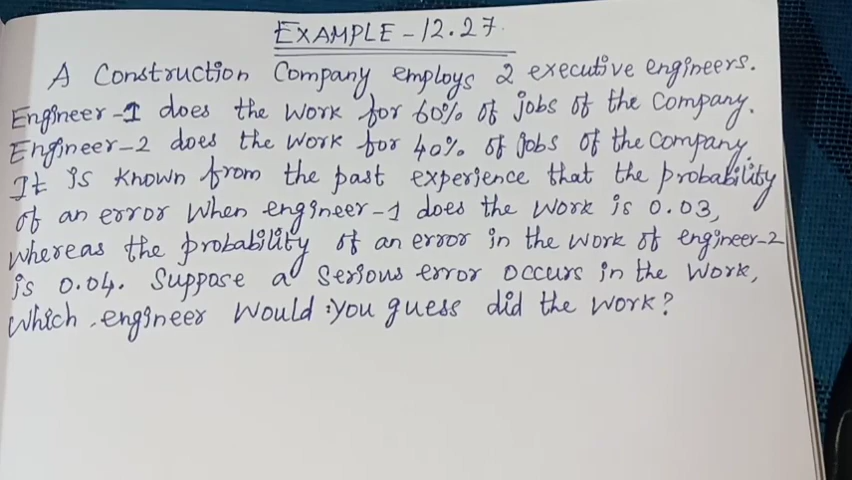 EXAMPLE - 12.27.
A Construction Company employs 2 executive engineers.
Engineer-1 does the work for 60% of jobs of the Company.
Engineer-2 does the work for 40% of jobs of the Company.
It is known from the past experience that the probability
of an error when engineer-1 does the work is 0.03,
whereas the probability of an error in the work of engineer-2
is 0.04. Suppose a serious error occurs in the work,
which engineer would you guess did the work?